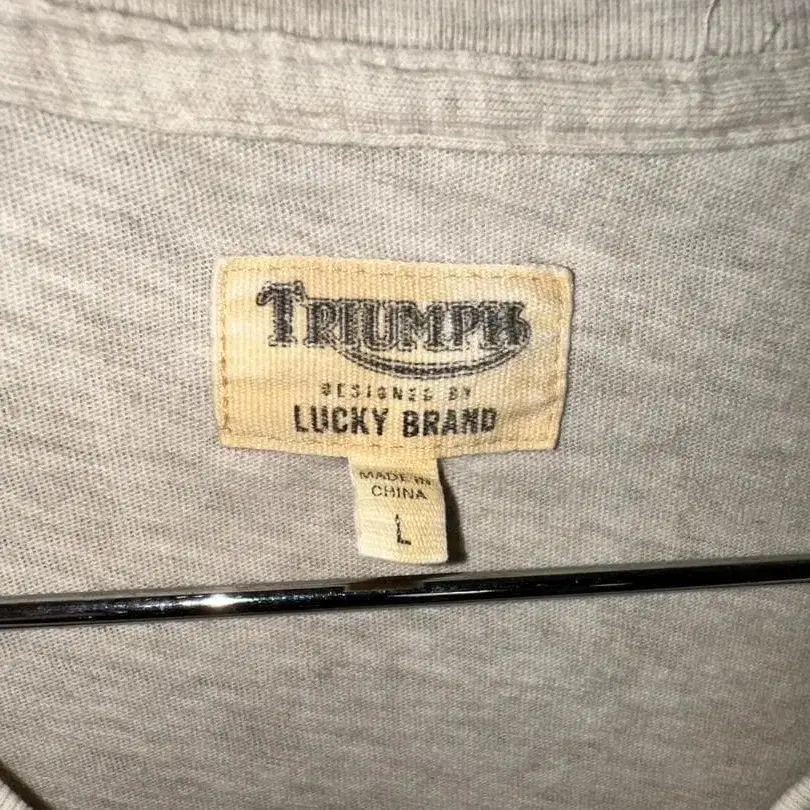 TRIUMPH
DESIGNED BY
LUCKY BRAND
MADE IN
CHINA
L